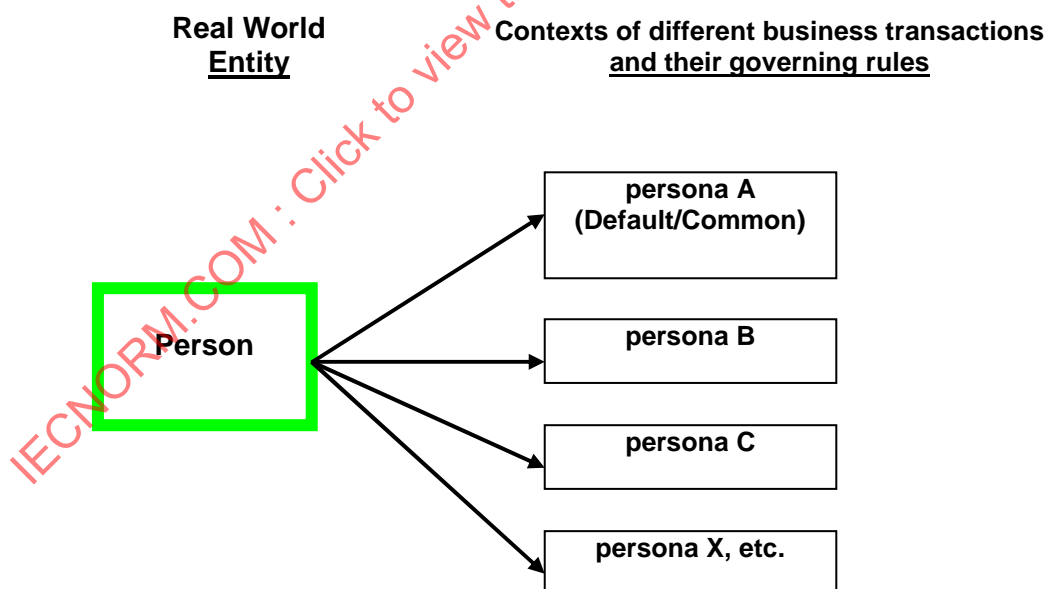 Real World
Entity
Contexts of different business transactions
and their governing rules
persona A
(Default/Common)
Person
persona B
persona C
persona X, etc.
IECNORM.COM : Click to view t